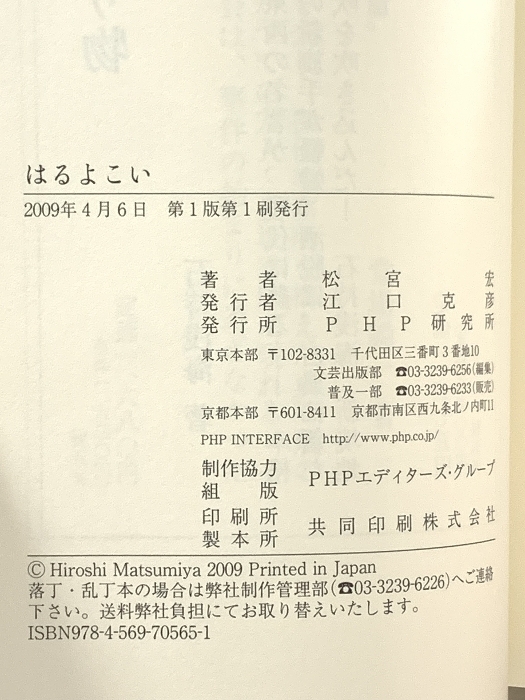 はるよこい
2009年4月6日　第1版第1刷発行
著　者　松宮　宏
発行者　江口克彦
発行所　PHP研究所
東京本部　〒102-8331　千代田区三番町3番地10
文芸出版部　☎03-3239-6256(編集)
普及一部　☎03-3239-6233(販売)
京都本部　〒601-8411　京都市南区西九条北ノ内町11
PHP INTERFACE　http://www.php.co.jp/
制作協力
組　版　PHPエディターズ・グループ
印刷所
製本所　共同印刷株式会社
© Hiroshi Matsumiya 2009 Printed in Japan
落丁・乱丁本の場合は弊社制作管理部(☎03-3239-6226)へご連絡
下さい。送料弊社負担にてお取り替えいたします。
ISBN978-4-569-70565-1